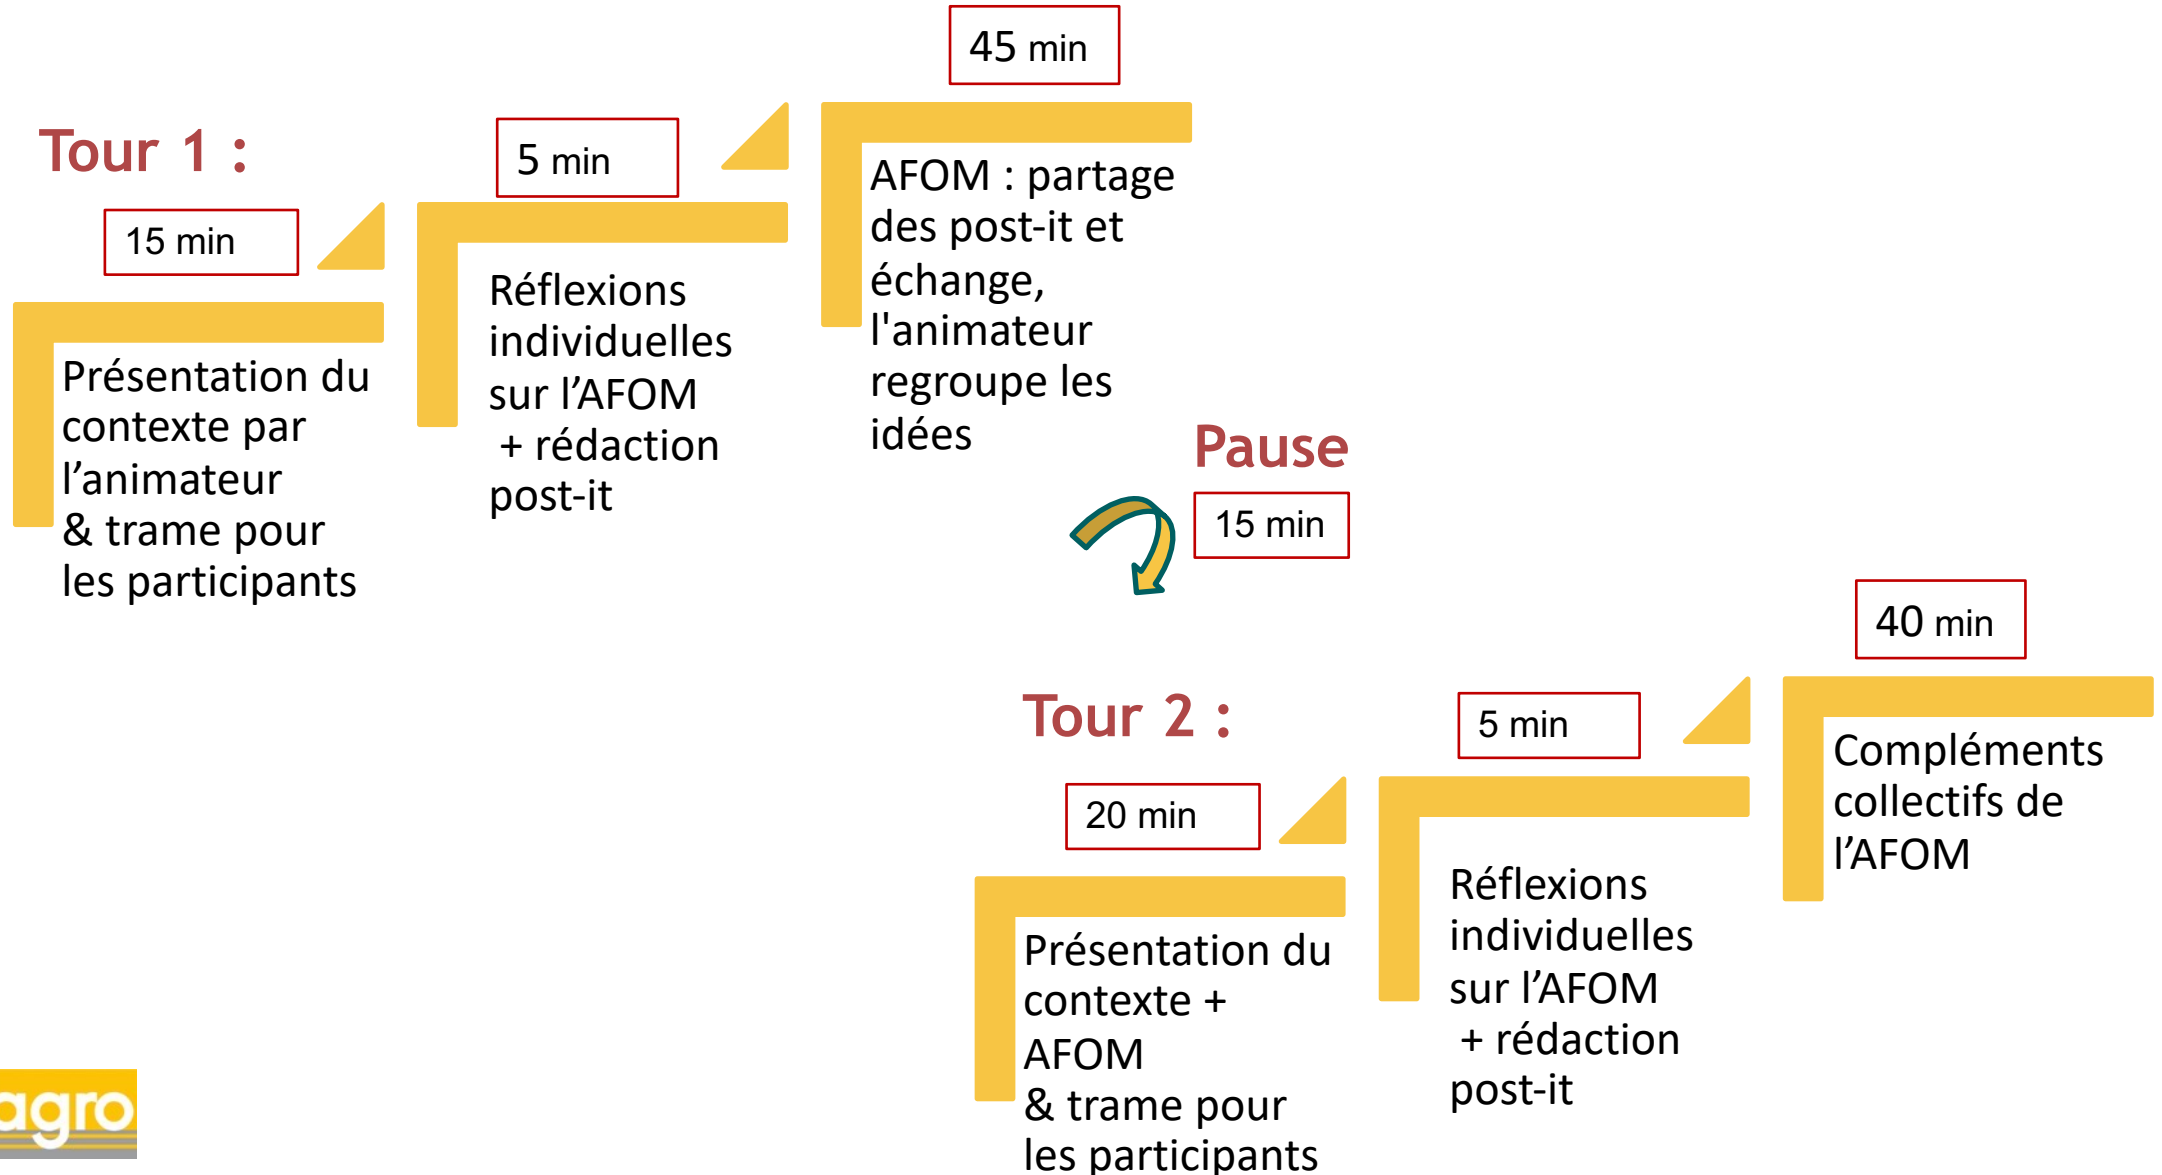 Tour 1 :
15 min
Présentation du
contexte par
l’animateur
& trame pour
les participants
5 min
Réflexions
individuelles
sur l’AFOM
+ rédaction
post-it
45 min
AFOM : partage
des post-it et
échange,
l'animateur
regroupe les
idées
Pause
15 min
Tour 2 :
20 min
Présentation du
contexte +
AFOM
& trame pour
les participants
5 min
Réflexions
individuelles
sur l’AFOM
+ rédaction
post-it
40 min
Compléments
collectifs de
l’AFOM
agro